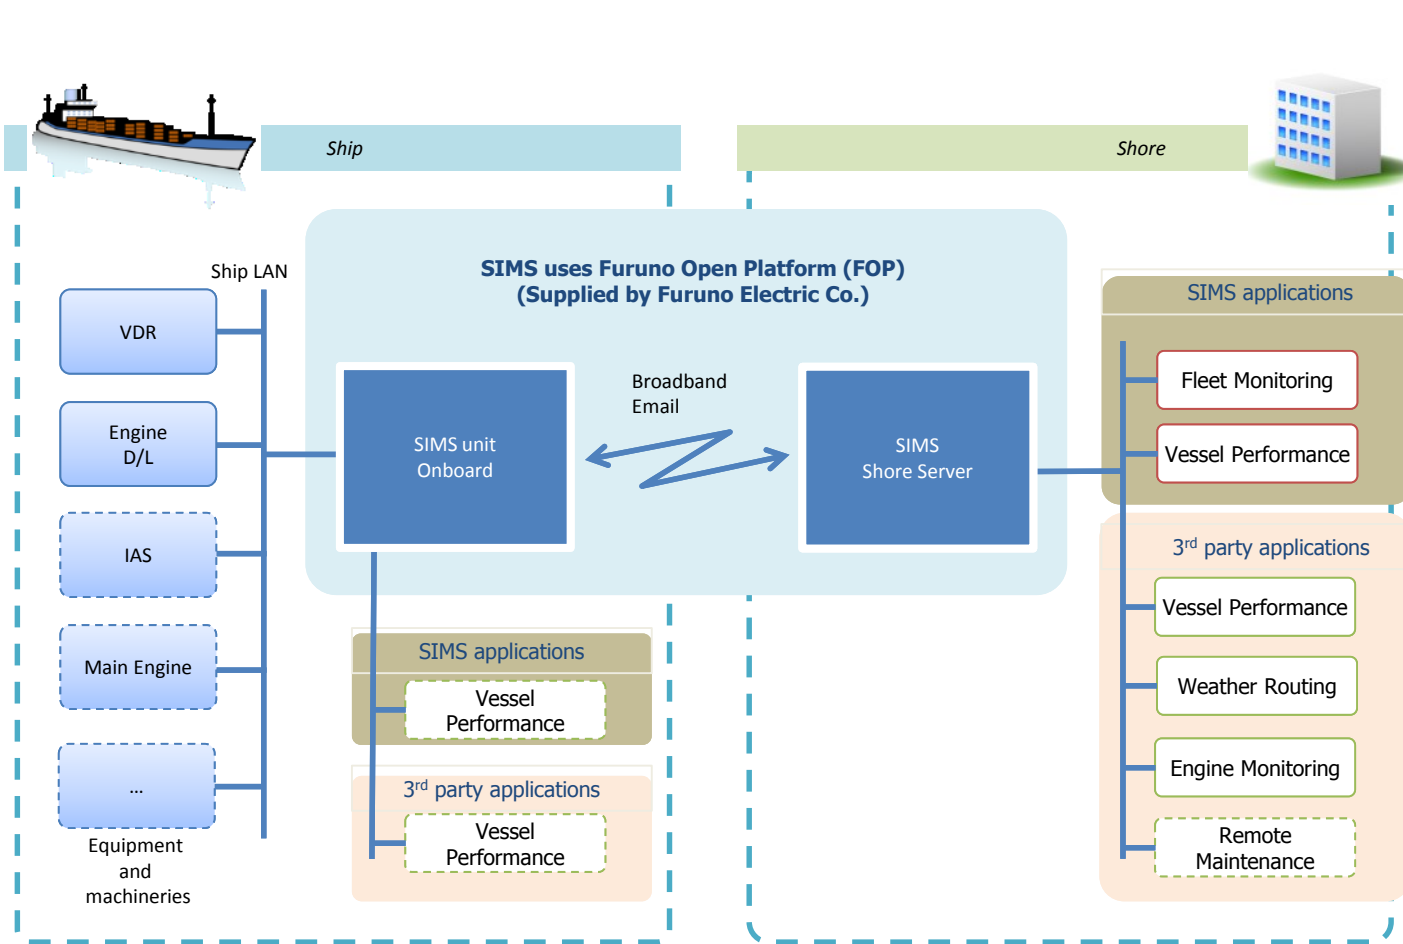 Ship
Shore
SIMS uses Furuno Open Platform (FOP)
(Supplied by Furuno Electric Co.)
Ship LAN
VDR
Engine
D/L
IAS
Main Engine
...
Equipment
and
machineries
SIMS unit
Onboard
Broadband
Email
SIMS
Shore Server
SIMS applications
Vessel
Performance
3rd party applications
Vessel
Performance
SIMS applications
Fleet Monitoring
Vessel Performance
3rd party applications
Vessel Performance
Weather Routing
Engine Monitoring
Remote
Maintenance